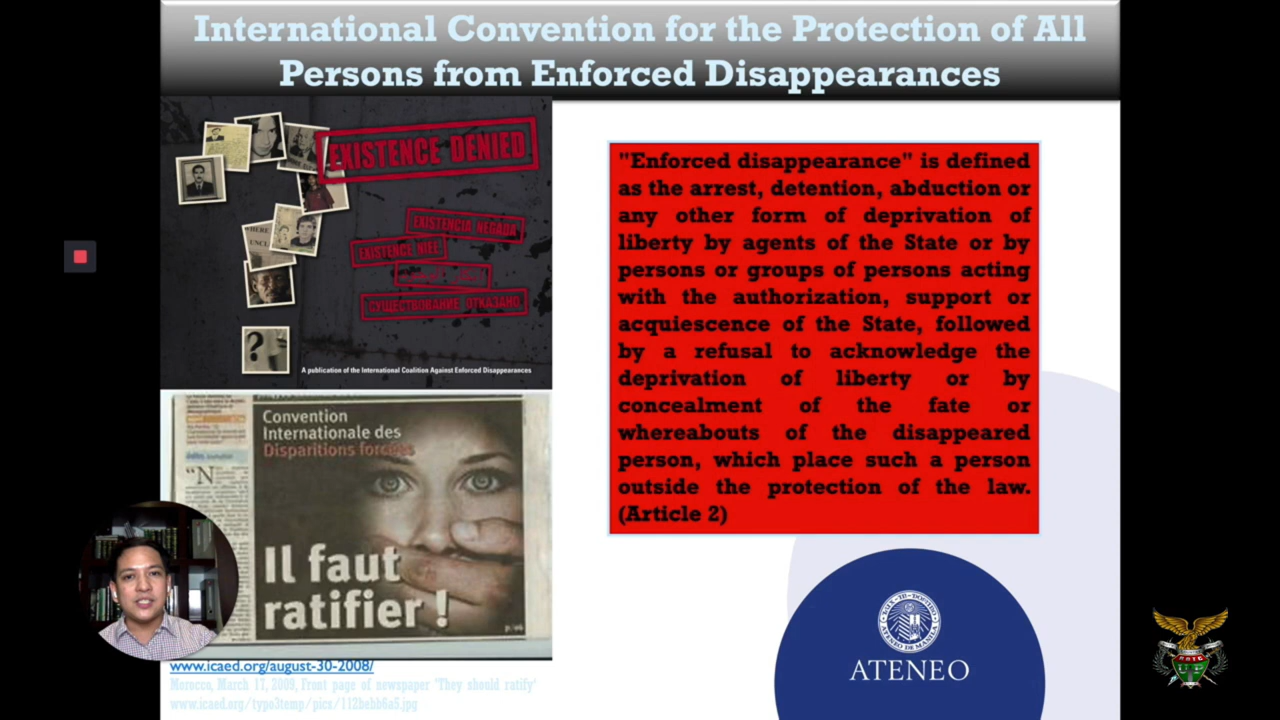 International Convention for the Protection of All
Persons from Enforced Disappearances
EXISTENCE DENIED
EXISTENCIA NEGADA
EXISTENCE NIEE
СУЩЕСТВОВАНИЕ ОТКАЗАНО
WHERE
UNCL
?
A publication of the International Coalition Against Enforced Disappearances
Convention
Internationale des
Disparitions forcées
"N
Il faut
ratifier !
www.icaed.org/august-30-2008/
Morocco, March 17, 2009, Front page of newspaper "They should ratify"
www.icaed.org/typo3temp/pics/112bebb6a5.jpg
"Enforced disappearance" is defined
as the arrest, detention, abduction or
any other form of deprivation of
liberty by agents of the State or by
persons or groups of persons acting
with the authorization, support or
acquiescence of the State, followed
by a refusal to acknowledge the
deprivation of liberty or by
concealment of the fate or
whereabouts of the disappeared
person, which place such a person
outside the protection of the law.
(Article 2)
ATENEO DE MANILA
ATENEO